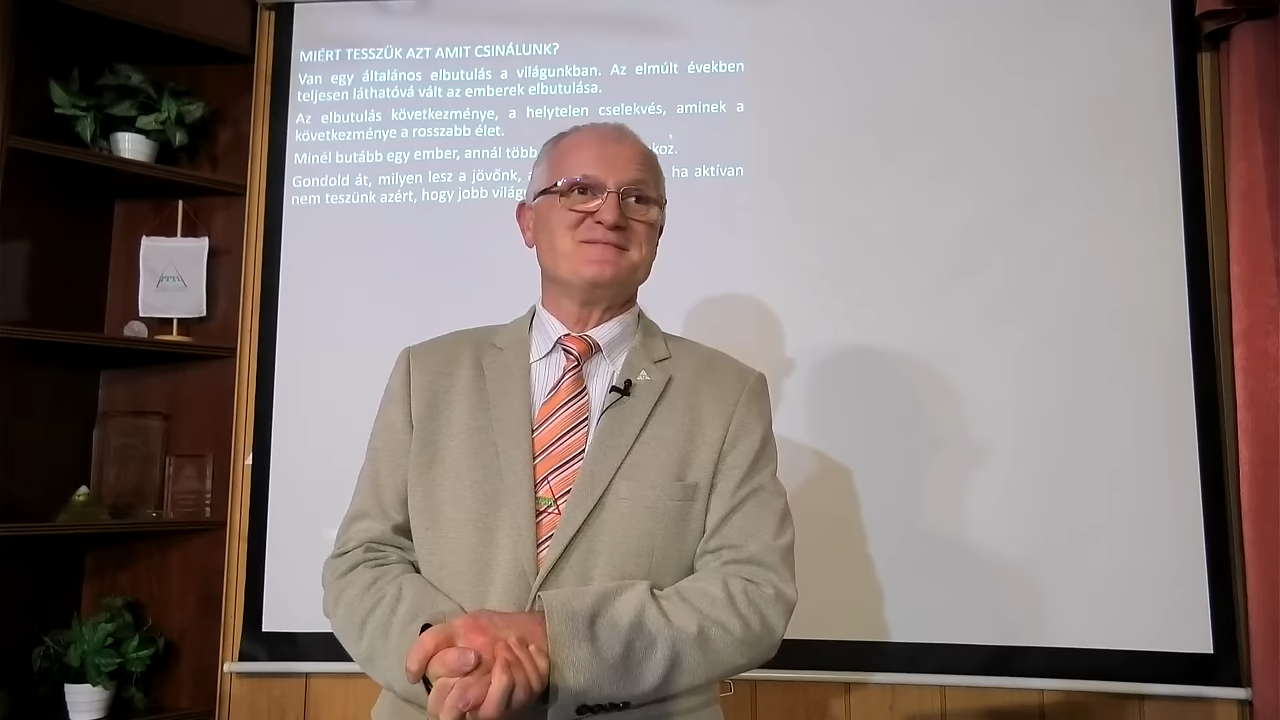 MIÉRT TESSZÜK AZT AMIT CSINÁLUNK?
Van egy általános elbutulás a világunkban. Az elmúlt években
teljesen láthatóvá vált az emberek elbutulása.
Az elbutulás következménye, a helytelen cselekvés, aminek a
következménye a rosszabb élet.
Minél butább egy ember, annál több
Gondold át, milyen lesz a jövőnk, ha aktívan
nem teszünk azért, hogy jobb